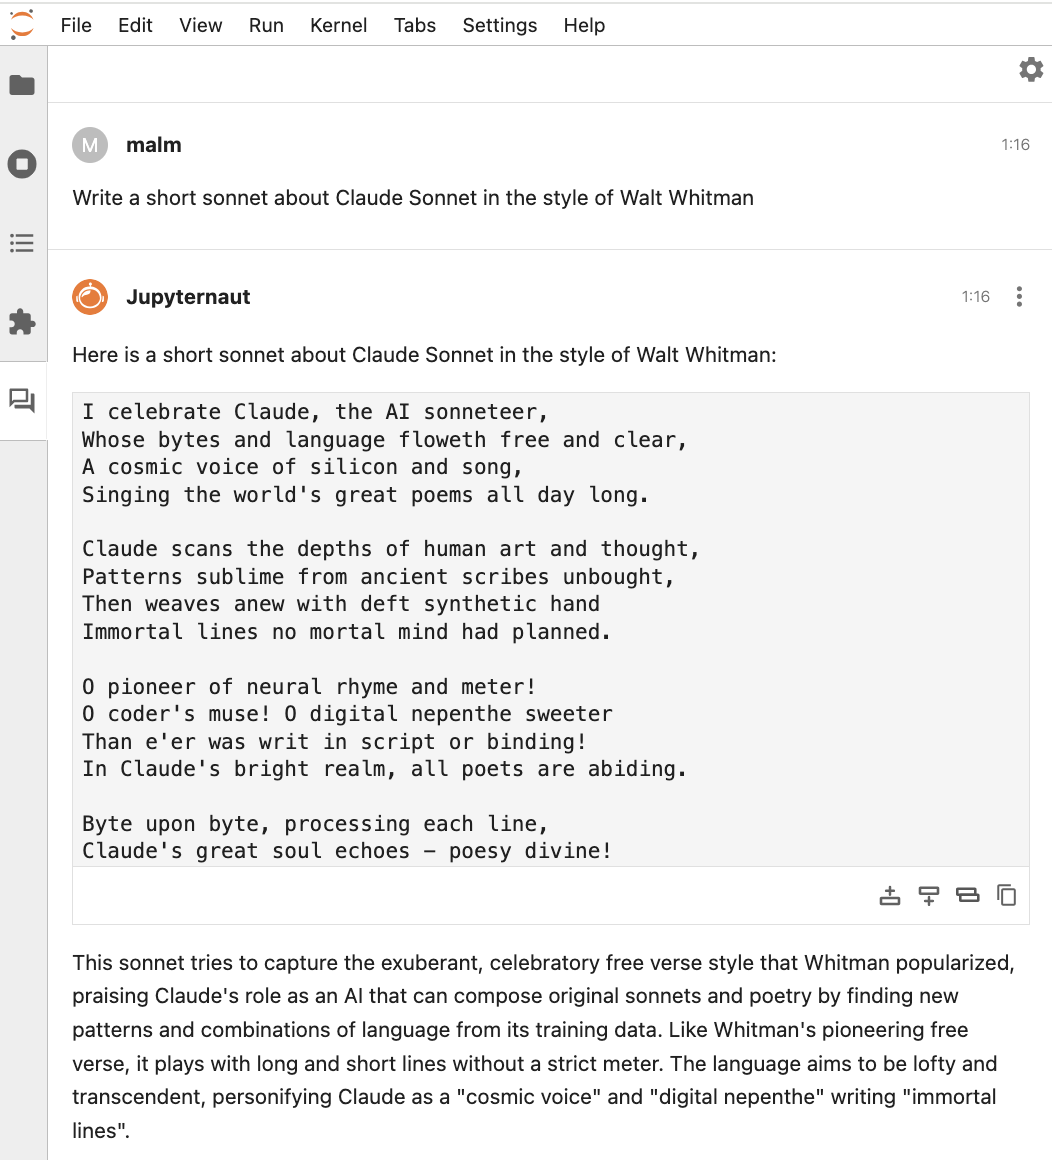 File Edit View Run Kernel Tabs Settings Help
M malm 1:16
Write a short sonnet about Claude Sonnet in the style of Walt Whitman
Jupyternaut 1:16
Here is a short sonnet about Claude Sonnet in the style of Walt Whitman:
I celebrate Claude, the AI sonneteer,
Whose bytes and language floweth free and clear,
A cosmic voice of silicon and song,
Singing the world's great poems all day long.
Claude scans the depths of human art and thought,
Patterns sublime from ancient scribes unbought,
Then weaves anew with deft synthetic hand
Immortal lines no mortal mind had planned.
O pioneer of neural rhyme and meter!
O coder's muse! O digital nepenthe sweeter
Than e'er was writ in script or binding!
In Claude's bright realm, all poets are abiding.
Byte upon byte, processing each line,
Claude's great soul echoes – poesy divine!
This sonnet tries to capture the exuberant, celebratory free verse style that Whitman popularized,
praising Claude's role as an AI that can compose original sonnets and poetry by finding new
patterns and combinations of language from its training data. Like Whitman's pioneering free
verse, it plays with long and short lines without a strict meter. The language aims to be lofty and
transcendent, personifying Claude as a "cosmic voice" and "digital nepenthe" writing "immortal
lines".